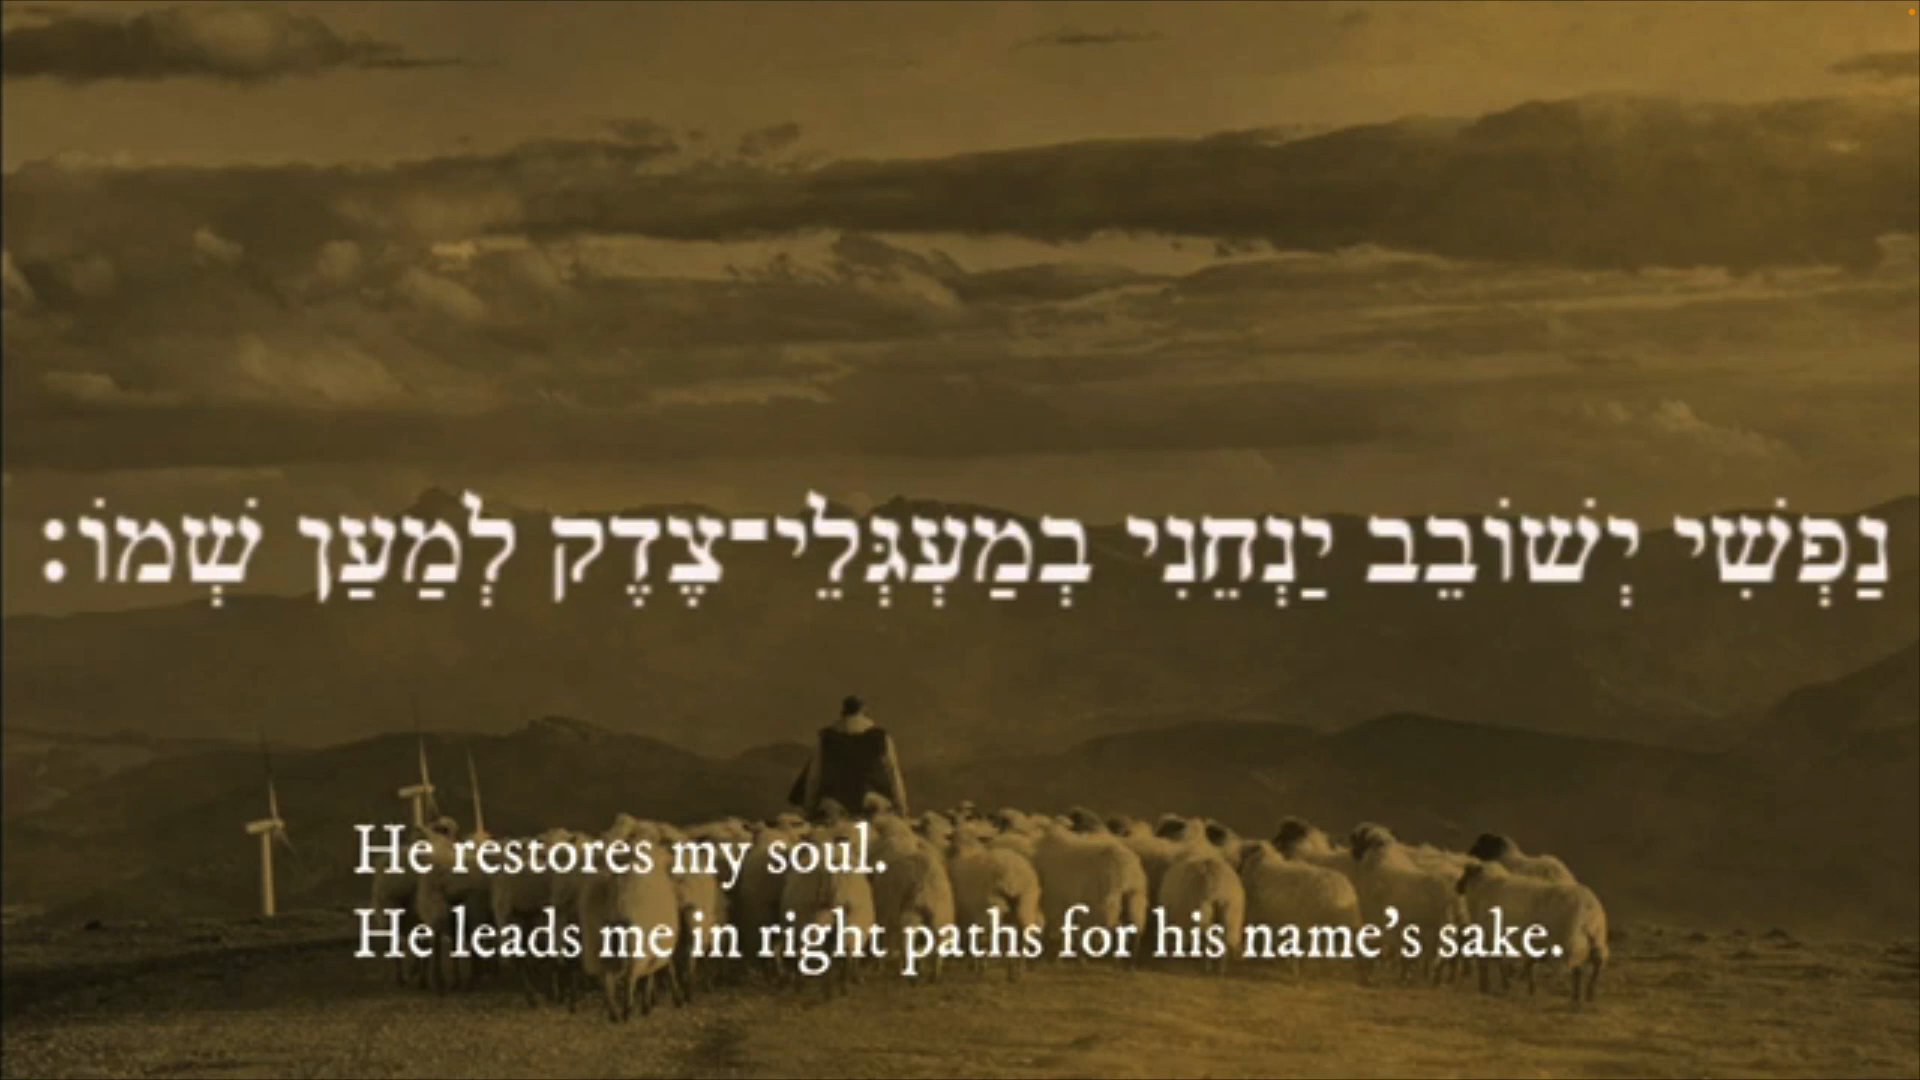 נַפְשִׁי יְשׁוֹבֵב יַנְחֵנִי בְמַעְגְּלֵי־צֶדֶק לְמַעַן שְׁמוֹ׃
He restores my soul.
He leads me in right paths for his name’s sake.